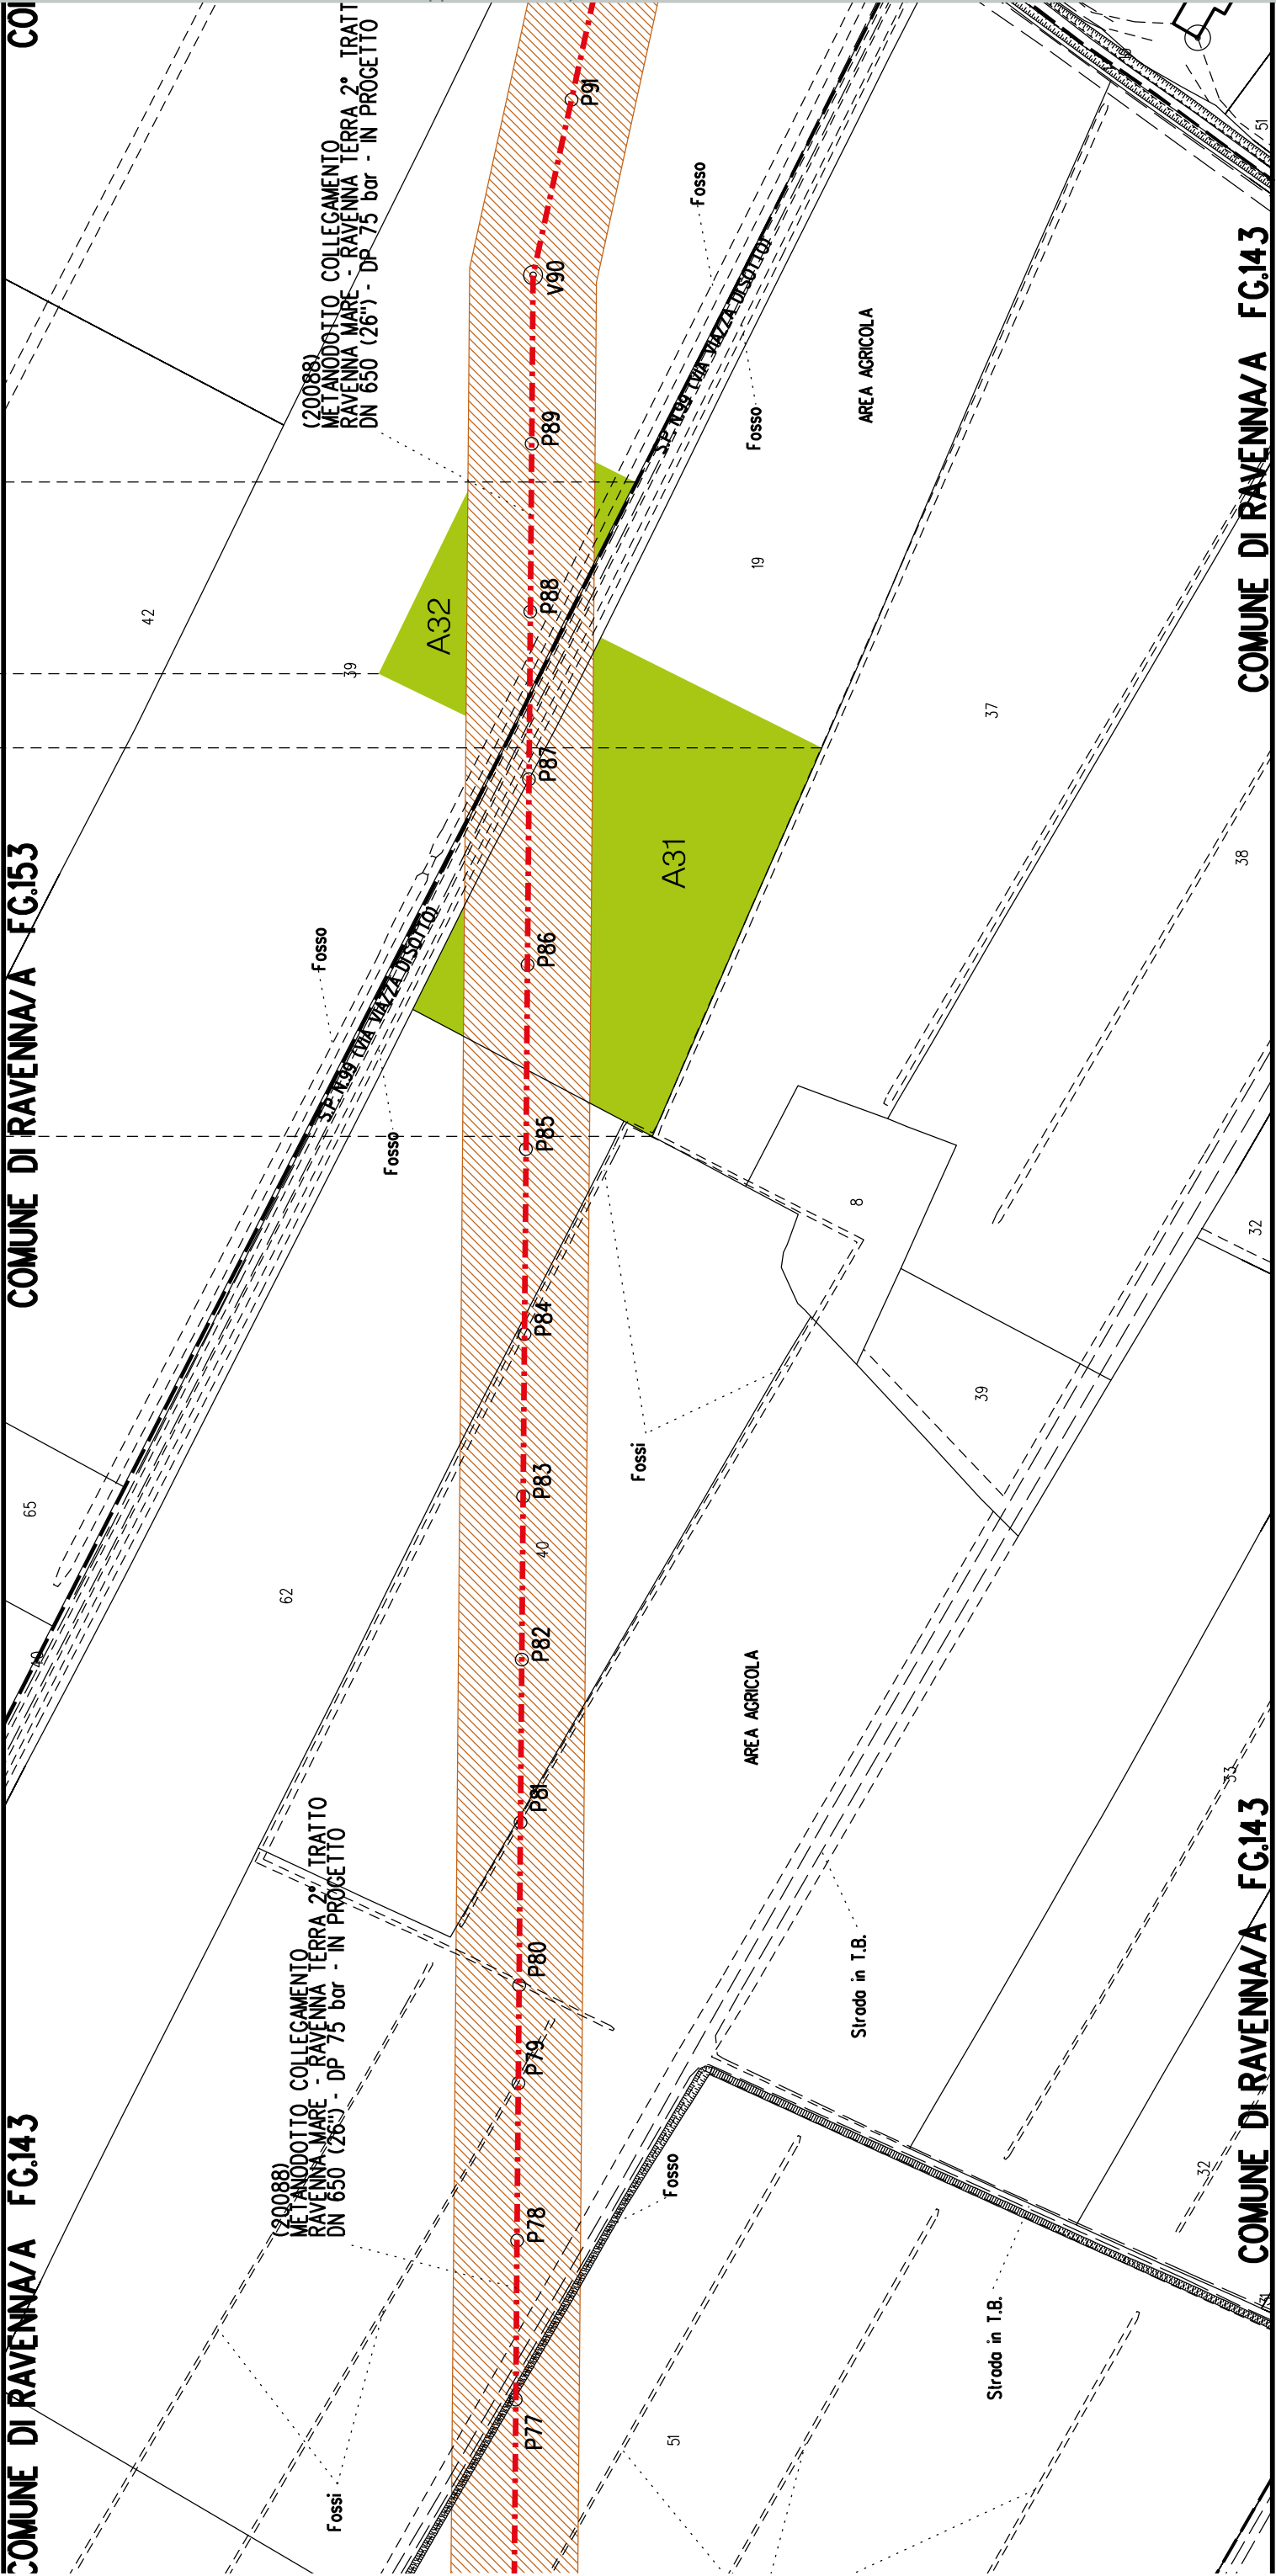 COMUNE DI RAVENNA/A FG.143
COMUNE DI RAVENNA/A FG.153
(20088)
METANODOTTO COLLEGAMENTO
RAVENNA MARE - RAVENNA TERRA 2° TRATTO
DN 650 (26") - DP 75 bar - IN PROGETTO
(20088)
METANODOTTO COLLEGAMENTO
RAVENNA MARE - RAVENNA TERRA 2° TRATT
DN 650 (26") - DP 75 bar - IN PROGETTO
S.P. N.99 (VIA VIAZZA DI SOTTO)
S.P. N.99 (VIA VIAZZA DI SOTTO)
Fossi
Fosso
Fosso
Fosso
Fosso
Fosso
Fossi
65
62
42
39
A32
A31
P77
P78
P79
P80
P81
P82
40
P83
P84
P85
P86
P87
P88
P89
V90
P91
51
AREA AGRICOLA
AREA AGRICOLA
Strada in T.B.
Strada in T.B.
19
8
39
37
38
32
33
32
51
COMUNE DI RAVENNA/A FG.143
COMUNE DI RAVENNA/A FG.143